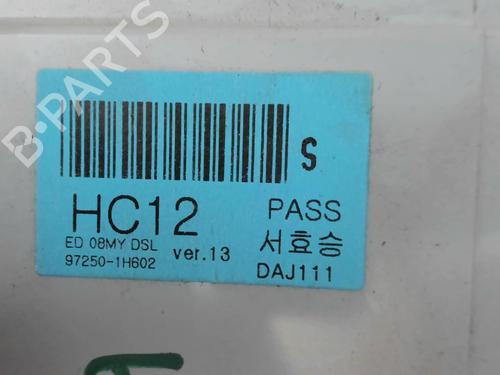 B·PARTS
S
HC12
PASS
ED 08MY DSL
ver.13
서효승
97250-1H602
DAJ111